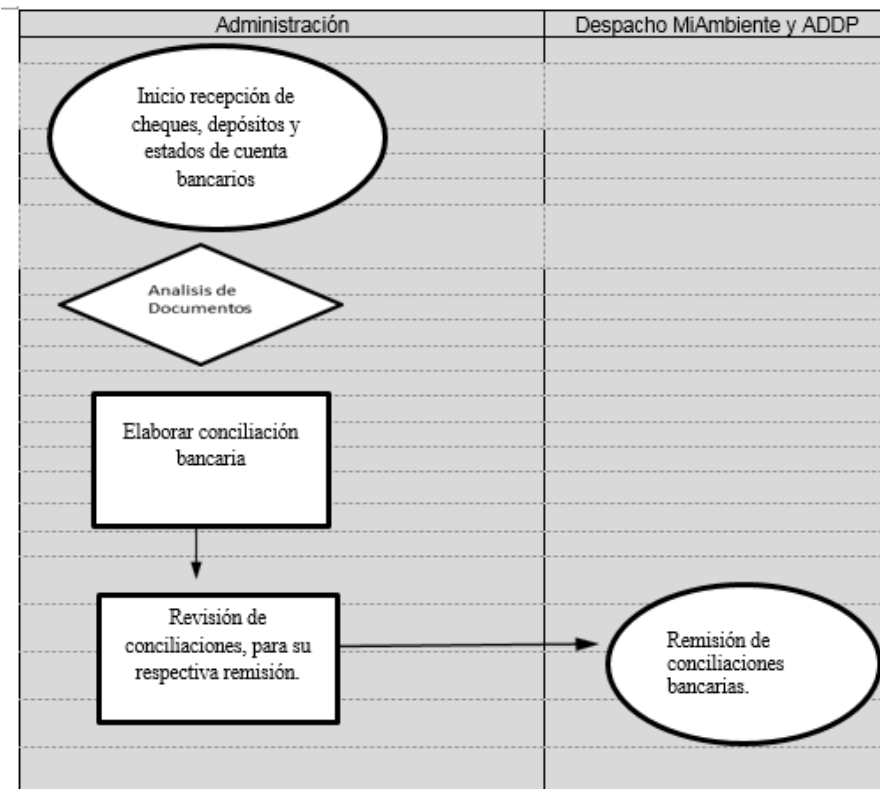 Administración
Despacho MiAmbiente y ADDP
Inicio recepción de
cheques, depósitos y
estados de cuenta
bancarios
Analisis de
Documentos
Elaborar conciliación
bancaria
Revisión de
conciliaciones, para su
respectiva remisión.
Remisión de
conciliaciones
bancarias.